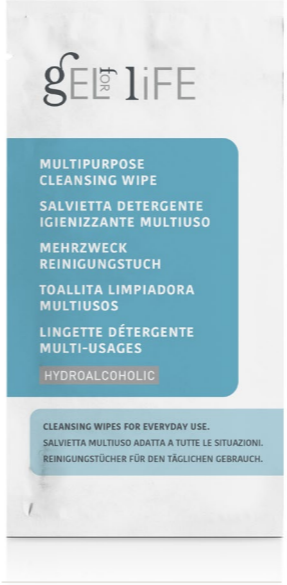 gEL FOR liFE
MULTIPURPOSE
CLEANSING WIPE
SALVIETTA DETERGENTE
IGIENIZZANTE MULTIUSO
MEHRZWECK
REINIGUNGSTUCH
TOALLITA LIMPIADORA
MULTIUSOS
LINGETTE DÉTERGENTE
MULTI-USAGES
HYDROALCOHOLIC
CLEANSING WIPES FOR EVERYDAY USE.
SALVIETTA MULTIUSO ADATTA A TUTTE LE SITUAZIONI.
REINIGUNGSTÜCHER FÜR DEN TÄGLICHEN GEBRAUCH.